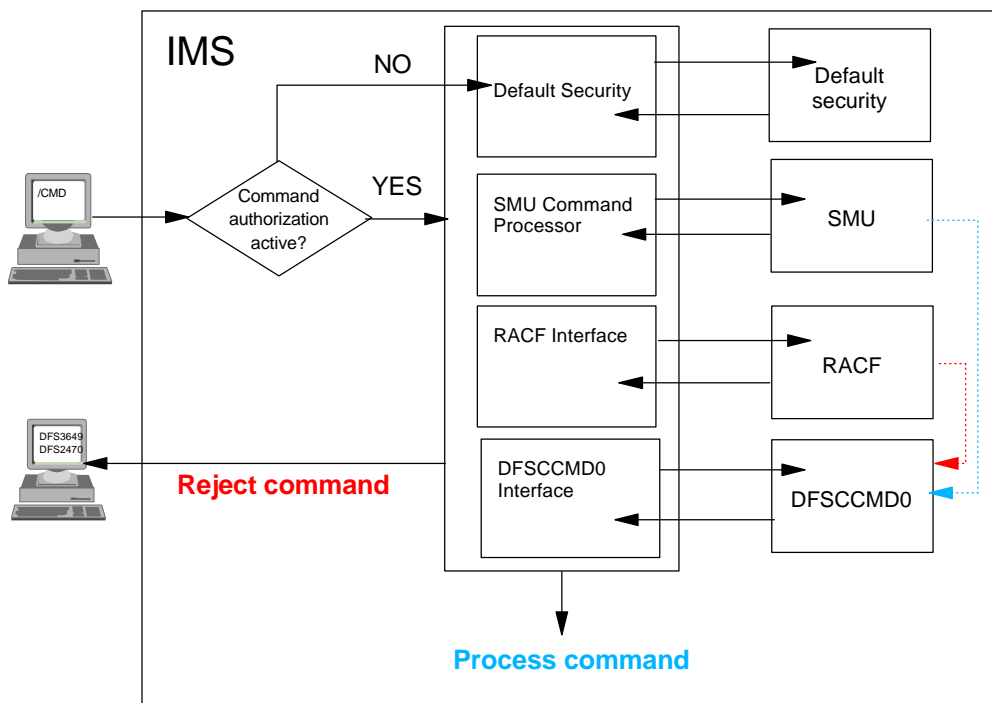 IMS
NO
Default Security
Default
security
/CMD
Command
authorization
active?
YES
SMU Command
Processor
SMU
RACF Interface
RACF
DFS3649
DFS2470
Reject command
DFSCCMD0
Interface
DFSCCMD0
Process command